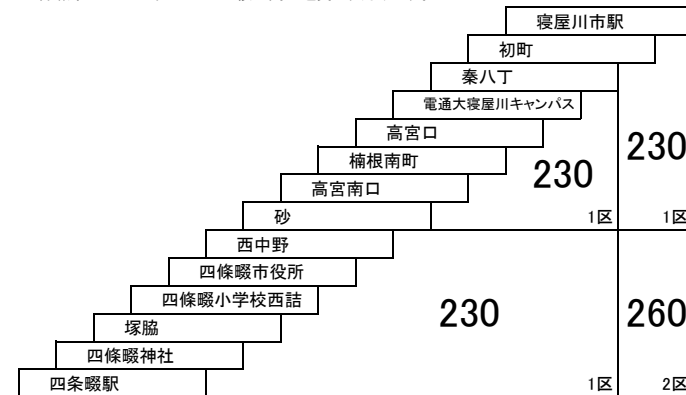 寝屋川市駅
初町
秦八丁
電通大寝屋川キャンパス
高宮口
230
楠根南町
230
高宮南口
砂
1区
1区
西中野
四條畷市役所
四條畷小学校西詰
230
260
塚脇
四條畷神社
四条畷駅
1区
2区